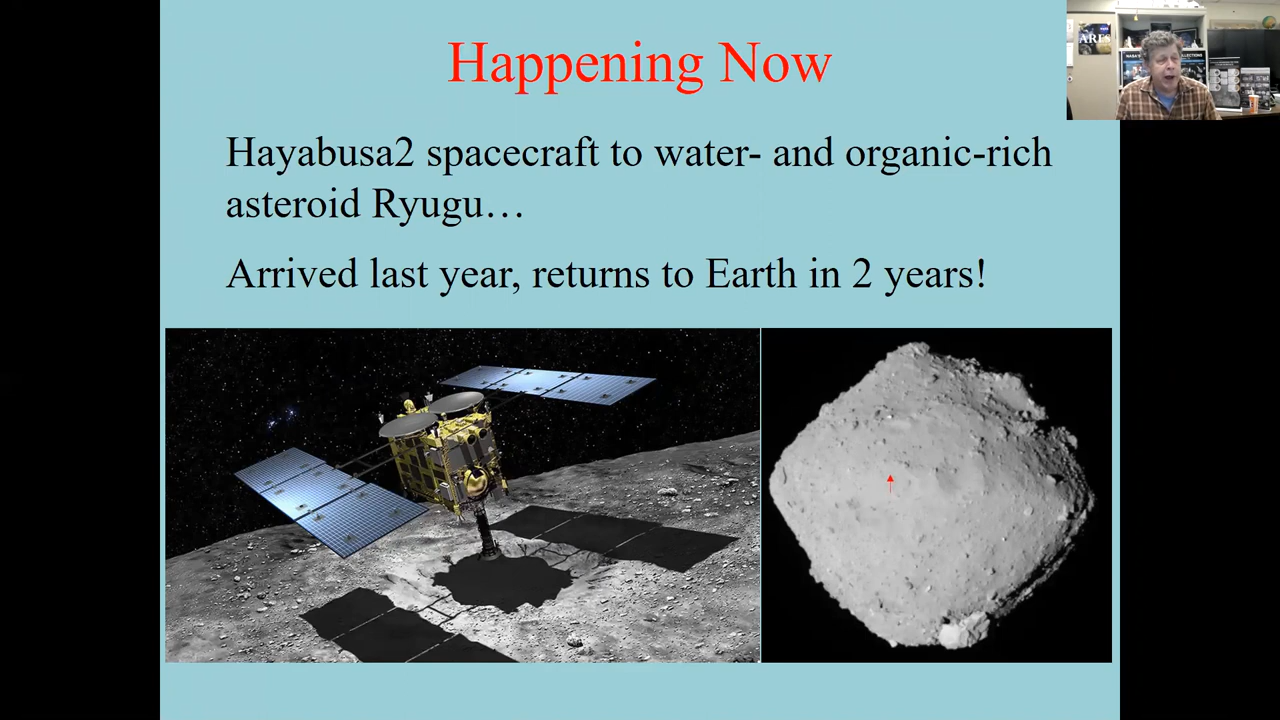 Happening Now
Hayabusa2 spacecraft to water- and organic-rich
asteroid Ryugu…
Arrived last year, returns to Earth in 2 years!
ARES